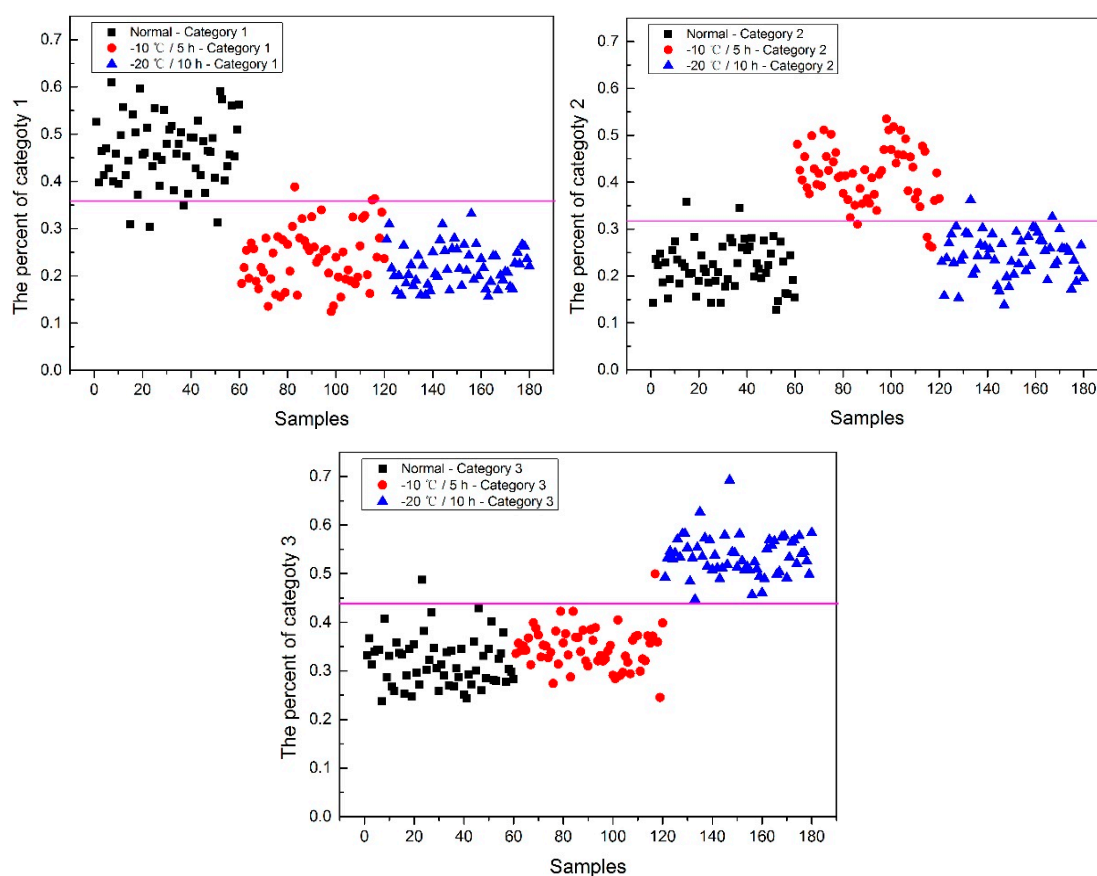 Normal - Category 1
-10 ℃ / 5 h - Category 1
-20 ℃ / 10 h - Category 1
The percent of categoty 1
0.7
0.6
0.5
0.4
0.3
0.2
0.1
0.0
0 20 40 60 80 100 120 140 160 180
Samples
Normal - Category 2
-10 ℃ / 5 h - Category 2
-20 ℃ / 10 h - Category 2
The percent of categoty 2
0.7
0.6
0.5
0.4
0.3
0.2
0.1
0.0
0 20 40 60 80 100 120 140 160 180
Samples
Normal - Category 3
-10 ℃ / 5 h - Category 3
-20 ℃ / 10 h - Category 3
The percent of categoty 3
0.7
0.6
0.5
0.4
0.3
0.2
0.1
0.0
0 20 40 60 80 100 120 140 160 180
Samples